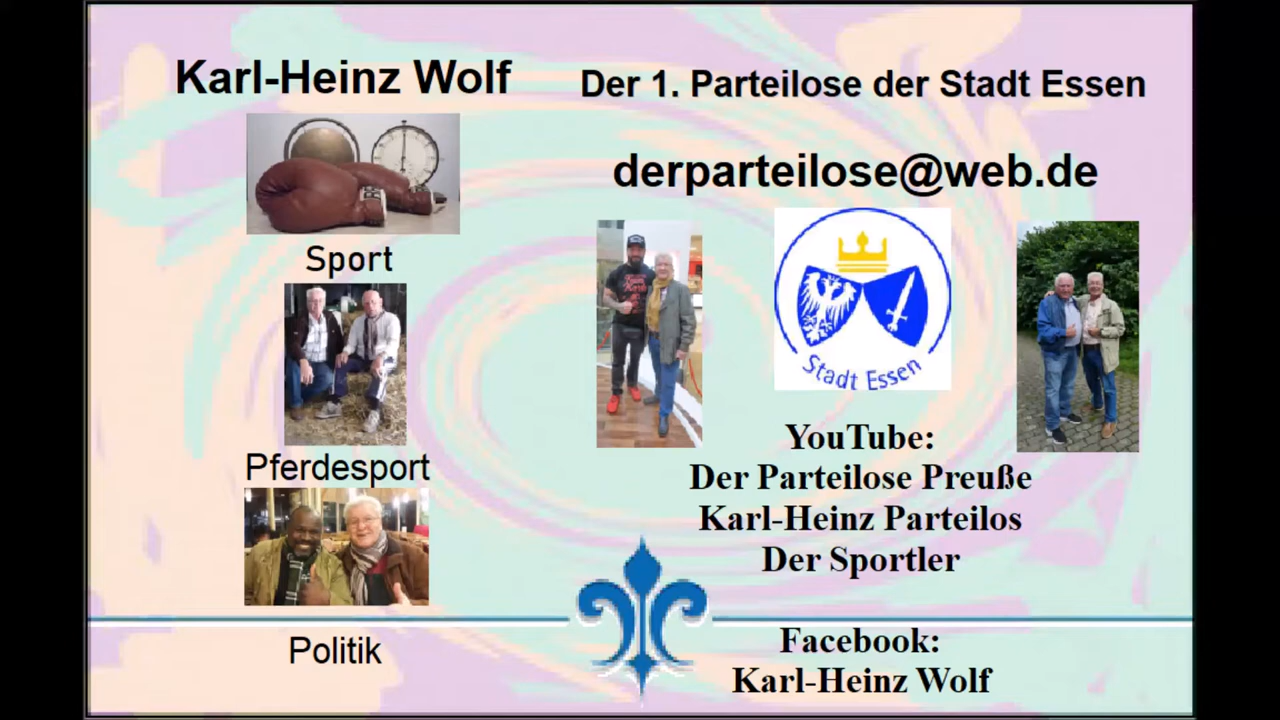 Karl-Heinz Wolf
Der 1. Parteilose der Stadt Essen
derparteilose@web.de
Sport
Pferdesport
Politik
Stadt Essen
YouTube:
Der Parteilose Preuße
Karl-Heinz Parteilos
Der Sportler
Facebook:
Karl-Heinz Wolf